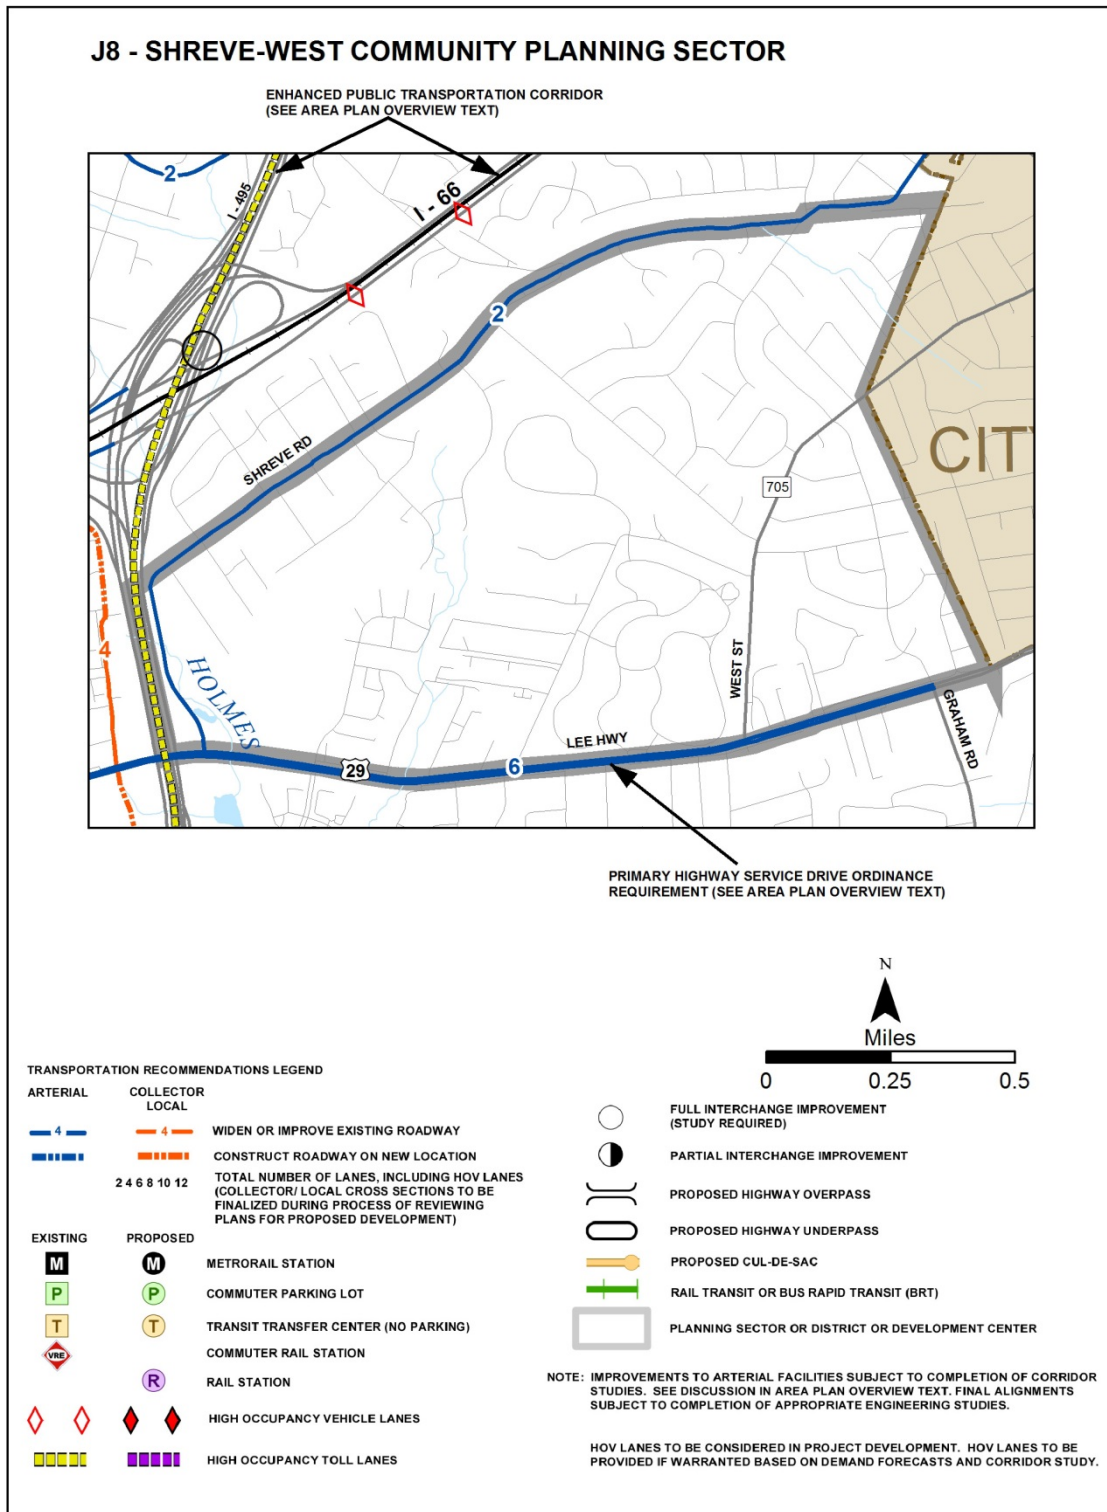 J8 - SHREVE-WEST COMMUNITY PLANNING SECTOR
ENHANCED PUBLIC TRANSPORTATION CORRIDOR
(SEE AREA PLAN OVERVIEW TEXT)
2
I - 495
I - 66
4
2
SHREVE RD
CIT
705
4
HOLMES
WEST ST
GRAHAM RD
LEE HWY
29
6
PRIMARY HIGHWAY SERVICE DRIVE ORDINANCE
REQUIREMENT (SEE AREA PLAN OVERVIEW TEXT)
N
Miles
0 0.25 0.5
TRANSPORTATION RECOMMENDATIONS LEGEND
ARTERIAL COLLECTOR
LOCAL
4 4 WIDEN OR IMPROVE EXISTING ROADWAY
CONSTRUCT ROADWAY ON NEW LOCATION
2 4 6 8 10 12 TOTAL NUMBER OF LANES, INCLUDING HOV LANES
(COLLECTOR/ LOCAL CROSS SECTIONS TO BE
FINALIZED DURING PROCESS OF REVIEWING
PLANS FOR PROPOSED DEVELOPMENT)
EXISTING PROPOSED
M M METRORAIL STATION
P P COMMUTER PARKING LOT
T T TRANSIT TRANSFER CENTER (NO PARKING)
VRE COMMUTER RAIL STATION
R RAIL STATION
HIGH OCCUPANCY VEHICLE LANES
HIGH OCCUPANCY TOLL LANES
FULL INTERCHANGE IMPROVEMENT
(STUDY REQUIRED)
PARTIAL INTERCHANGE IMPROVEMENT
PROPOSED HIGHWAY OVERPASS
PROPOSED HIGHWAY UNDERPASS
PROPOSED CUL-DE-SAC
RAIL TRANSIT OR BUS RAPID TRANSIT (BRT)
PLANNING SECTOR OR DISTRICT OR DEVELOPMENT CENTER
NOTE: IMPROVEMENTS TO ARTERIAL FACILITIES SUBJECT TO COMPLETION OF CORRIDOR
STUDIES. SEE DISCUSSION IN AREA PLAN OVERVIEW TEXT. FINAL ALIGNMENTS
SUBJECT TO COMPLETION OF APPROPRIATE ENGINEERING STUDIES.
HOV LANES TO BE CONSIDERED IN PROJECT DEVELOPMENT. HOV LANES TO BE
PROVIDED IF WARRANTED BASED ON DEMAND FORECASTS AND CORRIDOR STUDY.